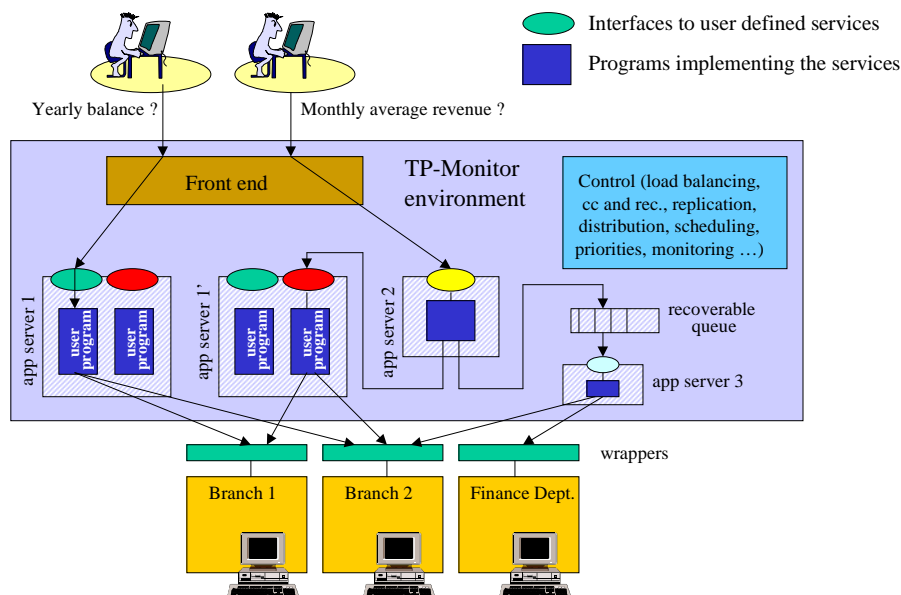 Interfaces to user defined services
Programs implementing the services
Yearly balance ?
Monthly average revenue ?
Front end
TP-Monitor
environment
Control (load balancing,
cc and rec., replication,
distribution, scheduling,
priorities, monitoring …)
app server 1
user
program
user
program
app server 1’
user
program
user
program
app server 2
recoverable
queue
app server 3
wrappers
Branch 1
Branch 2
Finance Dept.